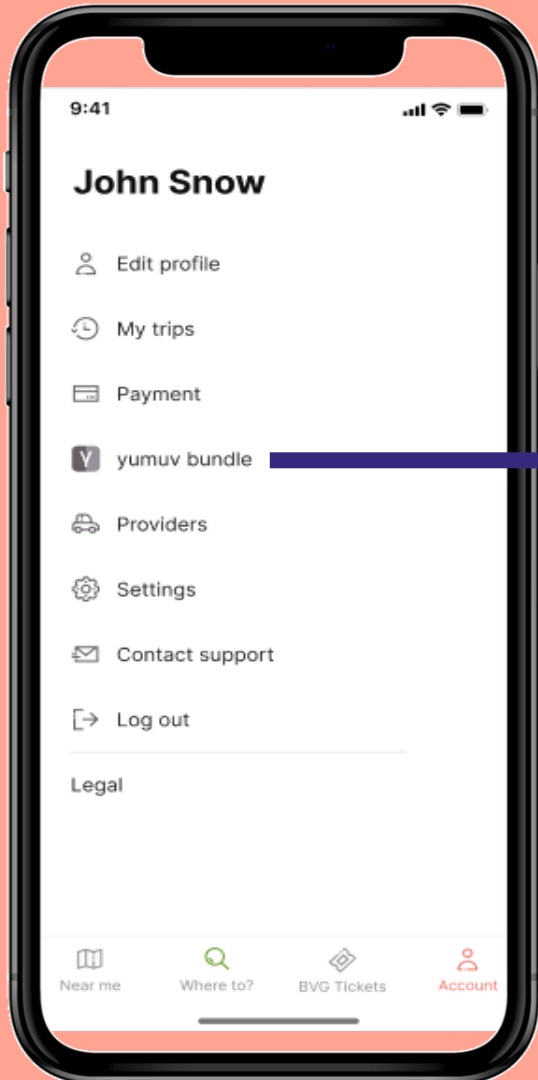 9:41
John Snow
Edit profile
My trips
Payment
yumuv bundle
Providers
Settings
Contact support
Log out
Legal
Near me
Where to?
BVG Tickets
Account